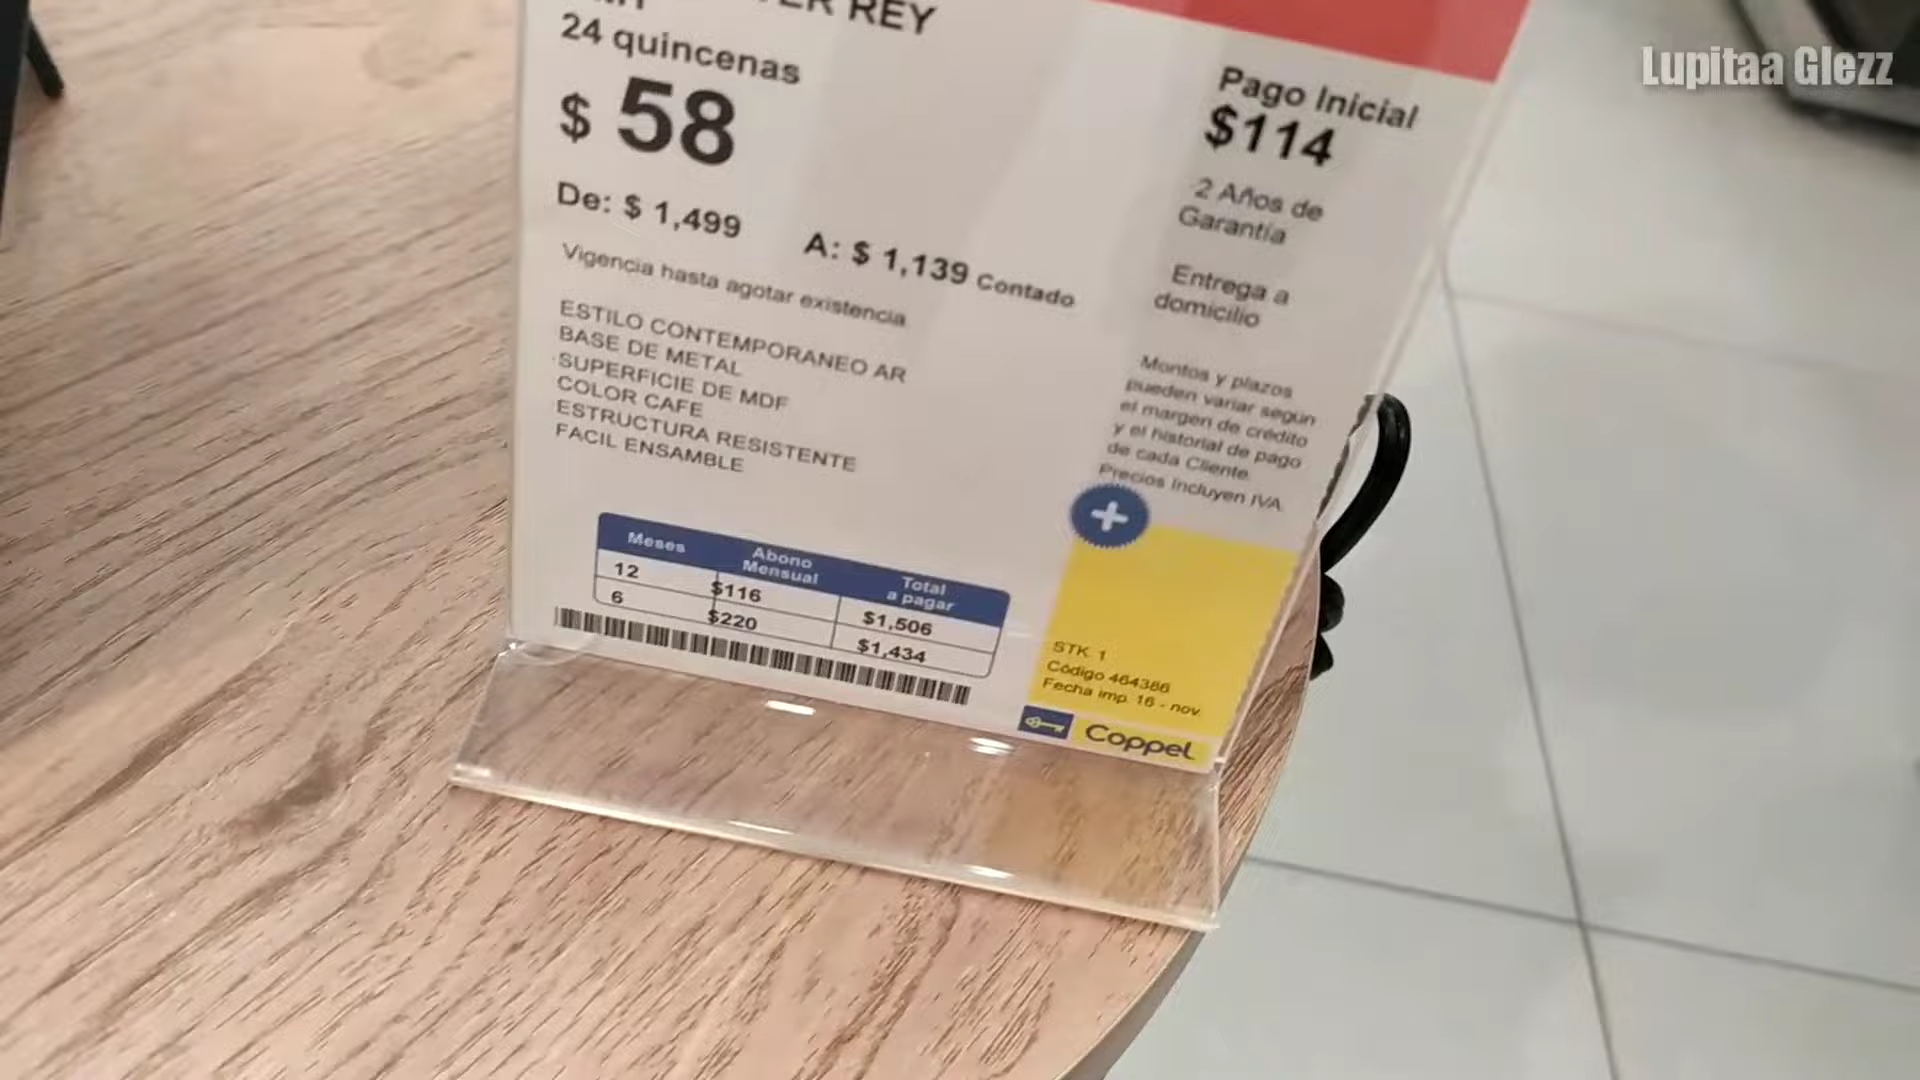 REY
24 quincenas
$ 58
De: $ 1,499
A: $ 1,139 Contado
Vigencia hasta agotar existencia
ESTILO CONTEMPORANEO AR
BASE DE METAL
SUPERFICIE DE MDF
COLOR CAFE
ESTRUCTURA RESISTENTE
FACIL ENSAMBLE
Meses Abono Mensual Total a pagar
12 $116 $1,506
6 $220 $1,434
Pago Inicial
$114
2 Años de
Garantía
Entrega a
domicilio
Montos y plazos
pueden variar según
el margen de crédito
y el historial de pago
de cada Cliente.
Precios Incluyen IVA.
STK 1
Código 464386
Fecha imp. 16 - nov.
Coppel
Lupitaa Glezz